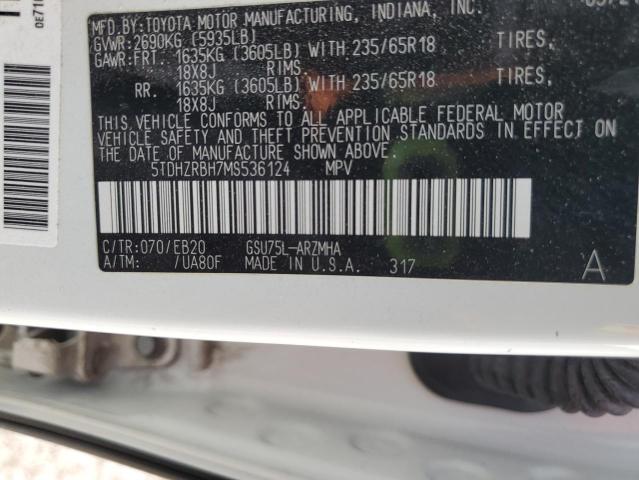 MFD.BY:TOYOTA MOTOR MANUFACTURING, INDIANA, INC.
GVWR:2690KG (5935LB)
GAWR:FRT. 1635KG (3605LB) WITH 235/65R18 TIRES,
18X8J RIMS.
RR. 1635KG (3605LB) WITH 235/65R18 TIRES,
18X8J RIMS.
THIS VEHICLE CONFORMS TO ALL APPLICABLE FEDERAL MOTOR
VEHICLE SAFETY AND THEFT PREVENTION STANDARDS IN EFFECT
ON THE DATE OF MANUFACTURE SHOWN ABOVE.
5TDHZRBH7MS536124 MPV
C/TR:070/EB20 GSU75L-ARZMHA
A/TM: /UA80F MADE IN U.S.A. 317 A